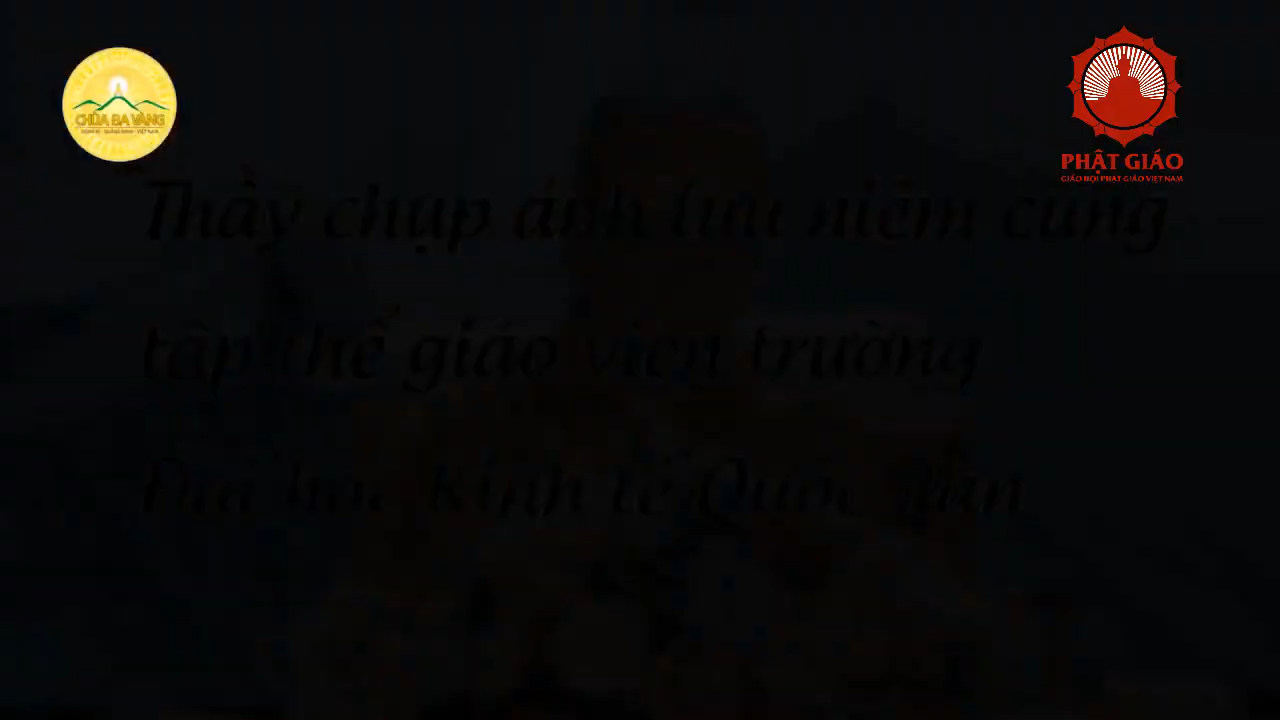 CHÙA BA VÀNG
PHẬT GIÁO
GIÁO HỘI PHẬT GIÁO VIỆT NAM
Thầy chụp ảnh lưu niệm cùng
tập thể giáo viên trường
Đại học Kinh tế Quốc dân